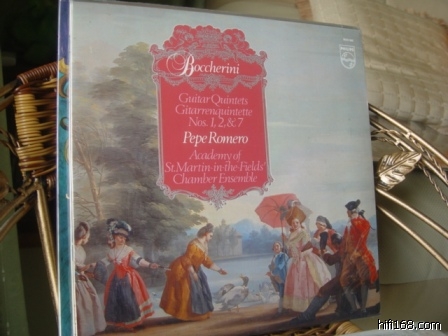 Boccherini
Guitar Quintets
Gitarrenquintette
Nos. 1, 2, & 7
Pepe Romero
Academy of
St. Martin-in-the-Fields'
Chamber Ensemble
hifi168.com